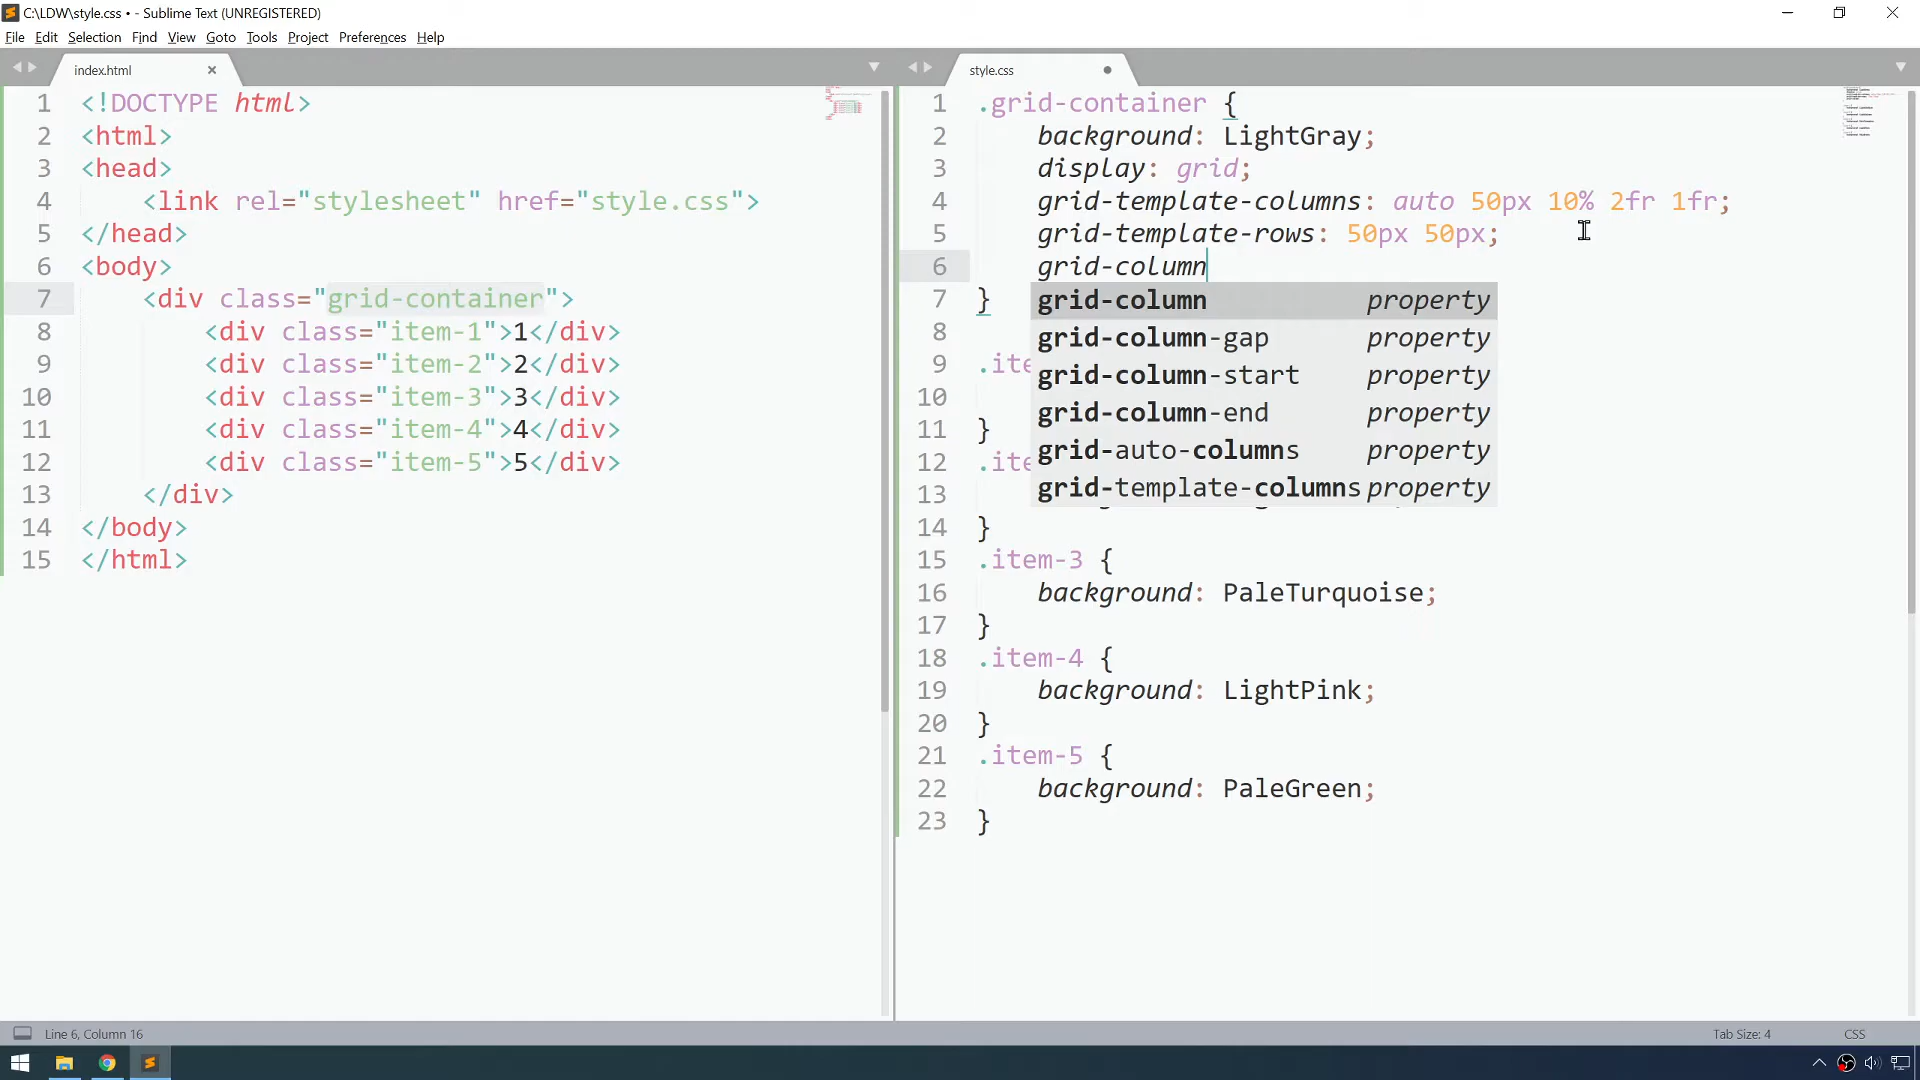 C:\LDW\style.css • - Sublime Text (UNREGISTERED)
File Edit Selection Find View Goto Tools Project Preferences Help
index.html
1 <!DOCTYPE html>
2 <html>
3 <head>
4 <link rel="stylesheet" href="style.css">
5 </head>
6 <body>
7 <div class="grid-container">
8 <div class="item-1">1</div>
9 <div class="item-2">2</div>
10 <div class="item-3">3</div>
11 <div class="item-4">4</div>
12 <div class="item-5">5</div>
13 </div>
14 </body>
15 </html>
style.css
1 .grid-container {
2 background: LightGray;
3 display: grid;
4 grid-template-columns: auto 50px 10% 2fr 1fr;
5 grid-template-rows: 50px 50px;
6 grid-column
7 }
8
9 .ite
10
11 }
12 .ite
13
14 }
15 .item-3 {
16 background: PaleTurquoise;
17 }
18 .item-4 {
19 background: LightPink;
20 }
21 .item-5 {
22 background: PaleGreen;
23 }
grid-column property
grid-column-gap property
grid-column-start property
grid-column-end property
grid-auto-columns property
grid-template-columns property
Line 6, Column 16
Tab Size: 4
CSS